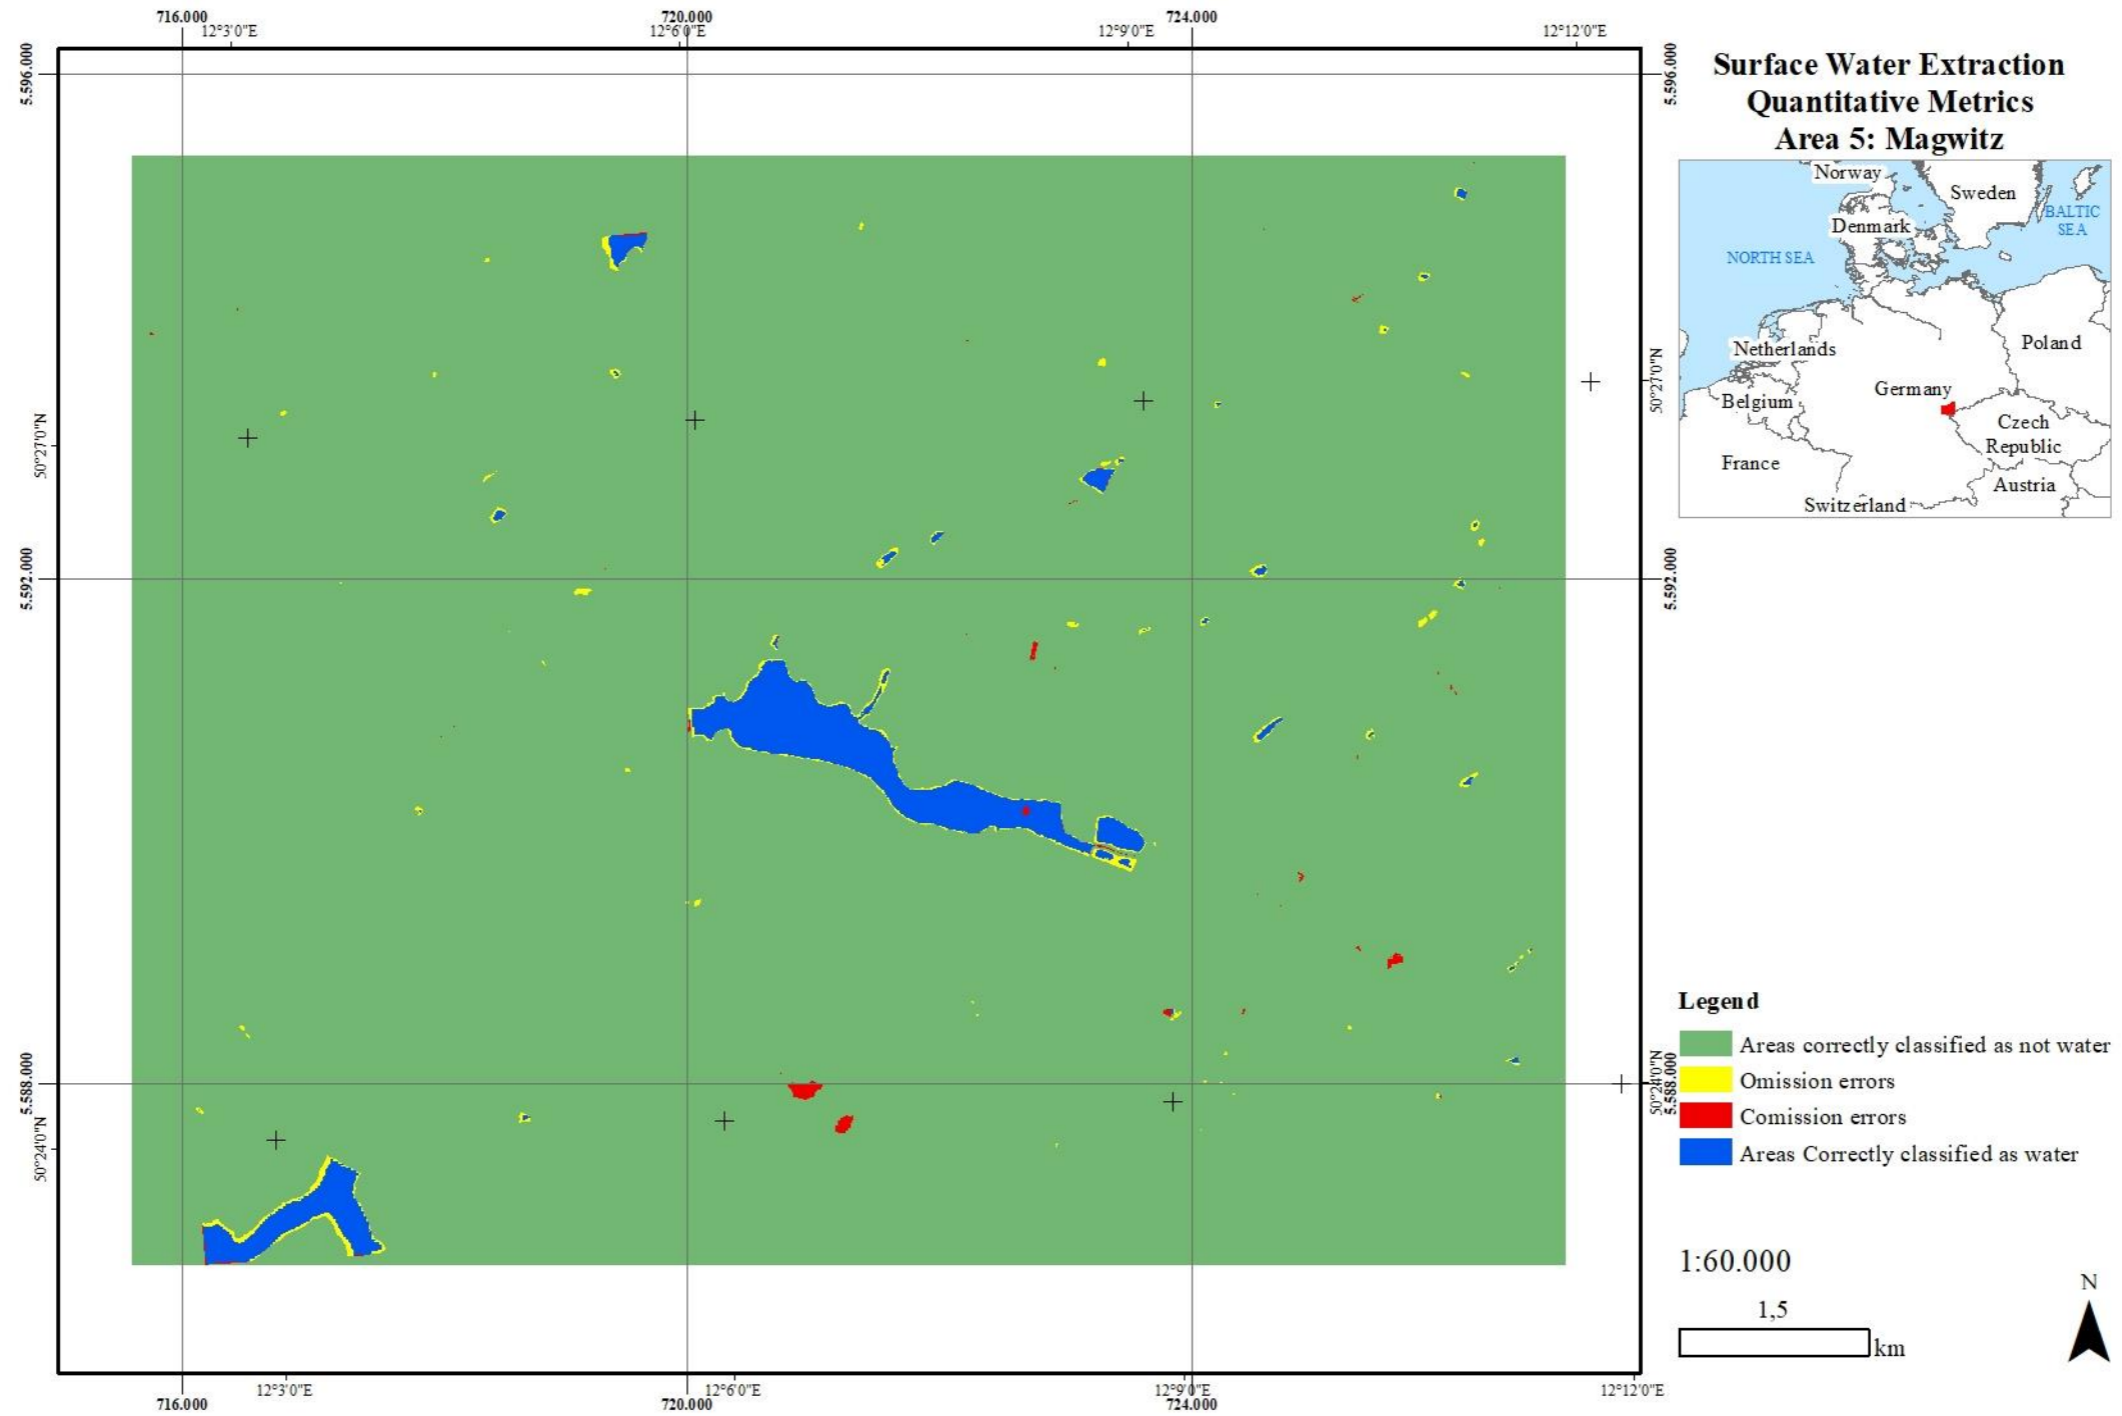 716.000
720.000
724.000
12°3'0"E
12°6'0"E
12°9'0"E
12°12'0"E
5.596.000
5.596.000
50°27'0"N
50°27'0"N
5.592.000
5.592.000
50°24'0"N
50°24'0"N
5.588.000
5.588.000
12°3'0"E
12°6'0"E
12°9'0"E
12°12'0"E
716.000
720.000
724.000
Surface Water Extraction
Quantitative Metrics
Area 5: Magwitz
Norway
Sweden
BALTIC
SEA
Denmark
NORTH SEA
Poland
Netherlands
Germany
Belgium
Czech
Republic
France
Austria
Switzerland
Legend
Areas correctly classified as not water
Omission errors
Comission errors
Areas Correctly classified as water
1:60.000
1,5
km
N